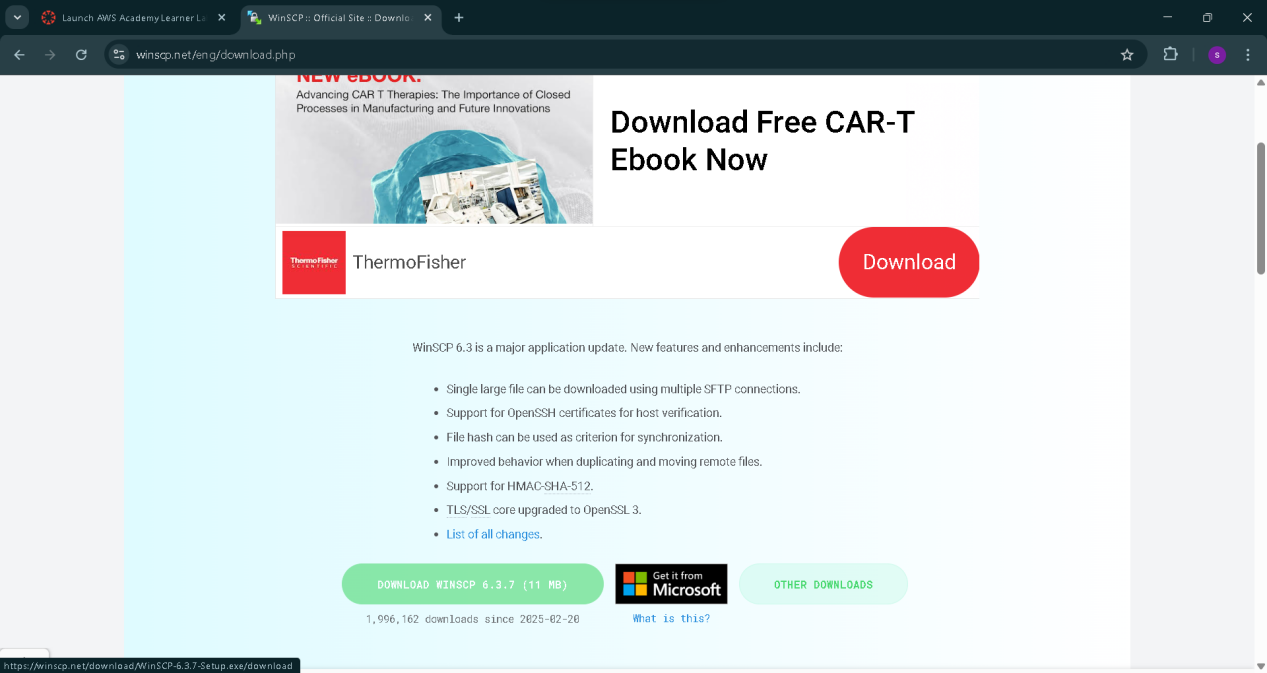 Launch AWS Academy Learner La
WinSCP :: Official Site :: Downlo
winscp.net/eng/download.php
S
NEW eBOOK:
Advancing CAR T Therapies: The Importance of Closed
Processes in Manufacturing and Future Innovations
Download Free CAR-T
Ebook Now
ThermoFisher
SCIENTIFIC
ThermoFisher
Download
WinSCP 6.3 is a major application update. New features and enhancements include:
• Single large file can be downloaded using multiple SFTP connections.
• Support for OpenSSH certificates for host verification.
• File hash can be used as criterion for synchronization.
• Improved behavior when duplicating and moving remote files.
• Support for HMAC-SHA-512.
• TLS/SSL core upgraded to OpenSSL 3.
• List of all changes.
DOWNLOAD WINSCP 6.3.7 (11 MB)
Get it from
Microsoft
OTHER DOWNLOADS
1,996,162 downloads since 2025-02-20
What is this?
https://winscp.net/download/WinSCP-6.3.7-Setup.exe/download